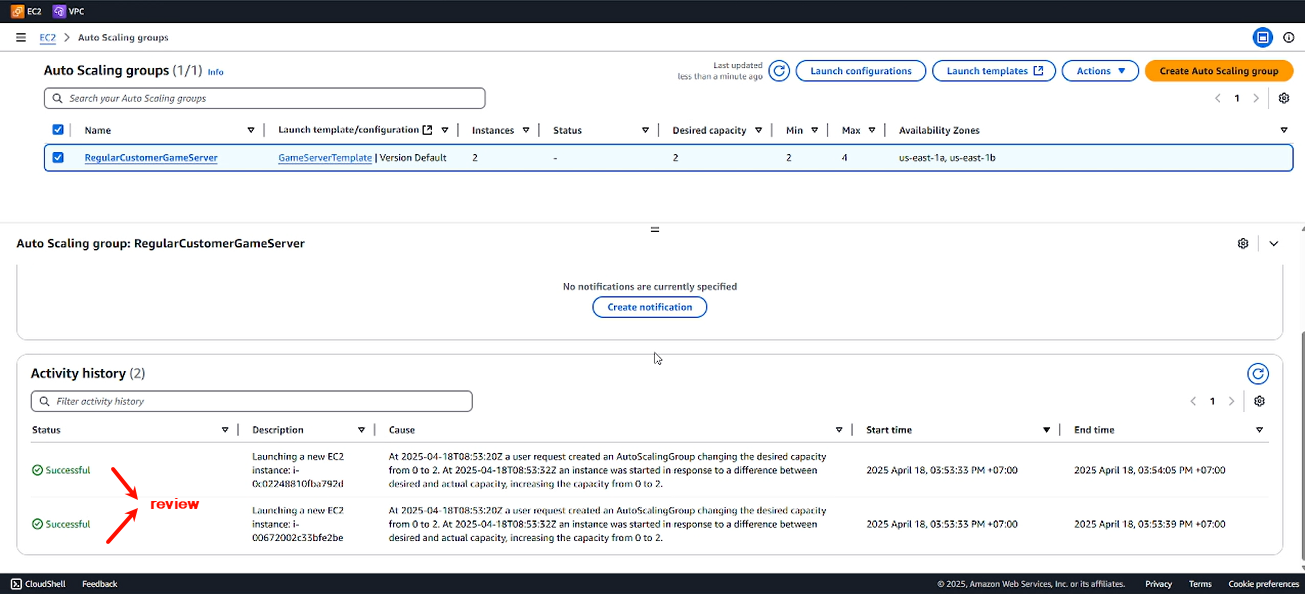 EC2 VPC
EC2 > Auto Scaling groups
Auto Scaling groups (1/1) Info
Last updated
less than a minute ago
Launch configurations
Launch templates
Actions
Create Auto Scaling group
Search your Auto Scaling groups
1
Name Launch template/configuration Instances Status Desired capacity Min Max Availability Zones
RegularCustomerGameServer GameServerTemplate | Version Default 2 - 2 2 4 us-east-1a, us-east-1b
Auto Scaling group: RegularCustomerGameServer
No notifications are currently specified
Create notification
Activity history (2)
Filter activity history
1
Status Description Cause Start time End time
Successful
Launching a new EC2
instance: i-
0c02248810fba792d
At 2025-04-18T08:53:20Z a user request created an AutoScalingGroup changing the desired capacity
from 0 to 2. At 2025-04-18T08:53:32Z an instance was started in response to a difference between
desired and actual capacity, increasing the capacity from 0 to 2.
2025 April 18, 03:53:33 PM +07:00
2025 April 18, 03:54:05 PM +07:00
review
Successful
Launching a new EC2
instance: i-
00672002c33bfe2be
At 2025-04-18T08:53:20Z a user request created an AutoScalingGroup changing the desired capacity
from 0 to 2. At 2025-04-18T08:53:32Z an instance was started in response to a difference between
desired and actual capacity, increasing the capacity from 0 to 2.
2025 April 18, 03:53:33 PM +07:00
2025 April 18, 03:53:39 PM +07:00
CloudShell Feedback © 2025, Amazon Web Services, Inc. or its affiliates. Privacy Terms Cookie preferences